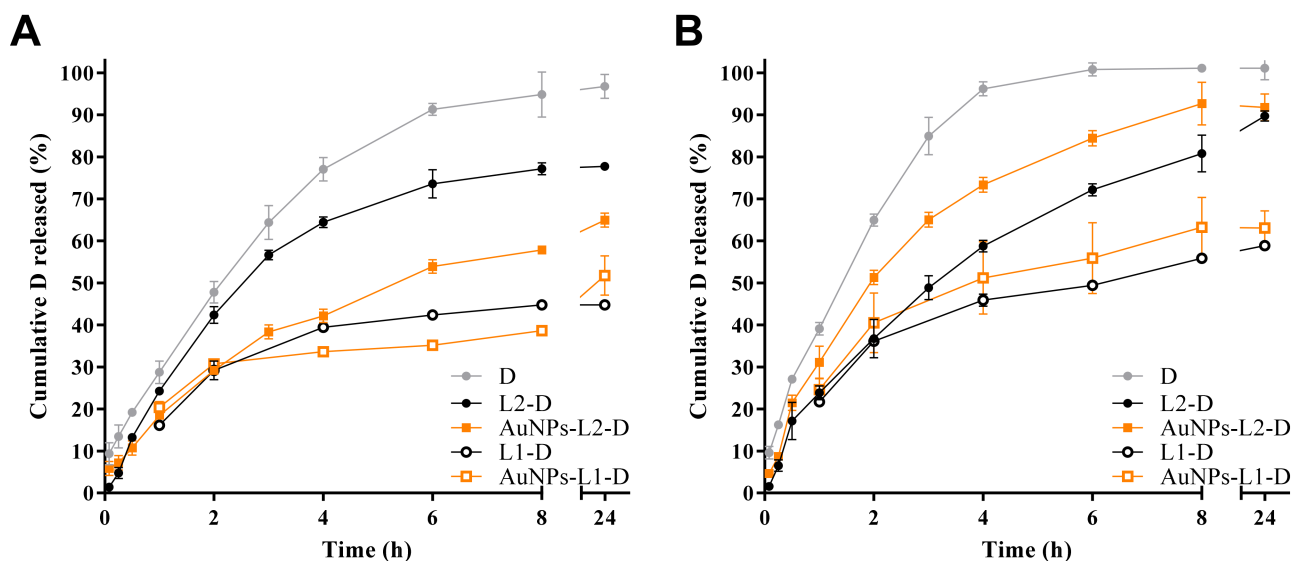 A
Cumulative D released (%)
100
90
80
70
60
50
40
30
20
10
0
D
L2-D
AuNPs-L2-D
L1-D
AuNPs-L1-D
0 2 4 6 8 24
Time (h)
B
Cumulative D released (%)
100
90
80
70
60
50
40
30
20
10
0
D
L2-D
AuNPs-L2-D
L1-D
AuNPs-L1-D
0 2 4 6 8 24
Time (h)